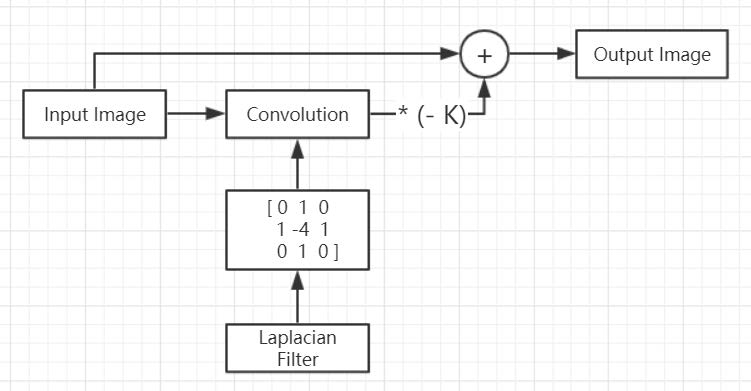 +
Output Image
Input Image
Convolution
* (- K)
[ 0 1 0
1 -4 1
0 1 0 ]
Laplacian
Filter